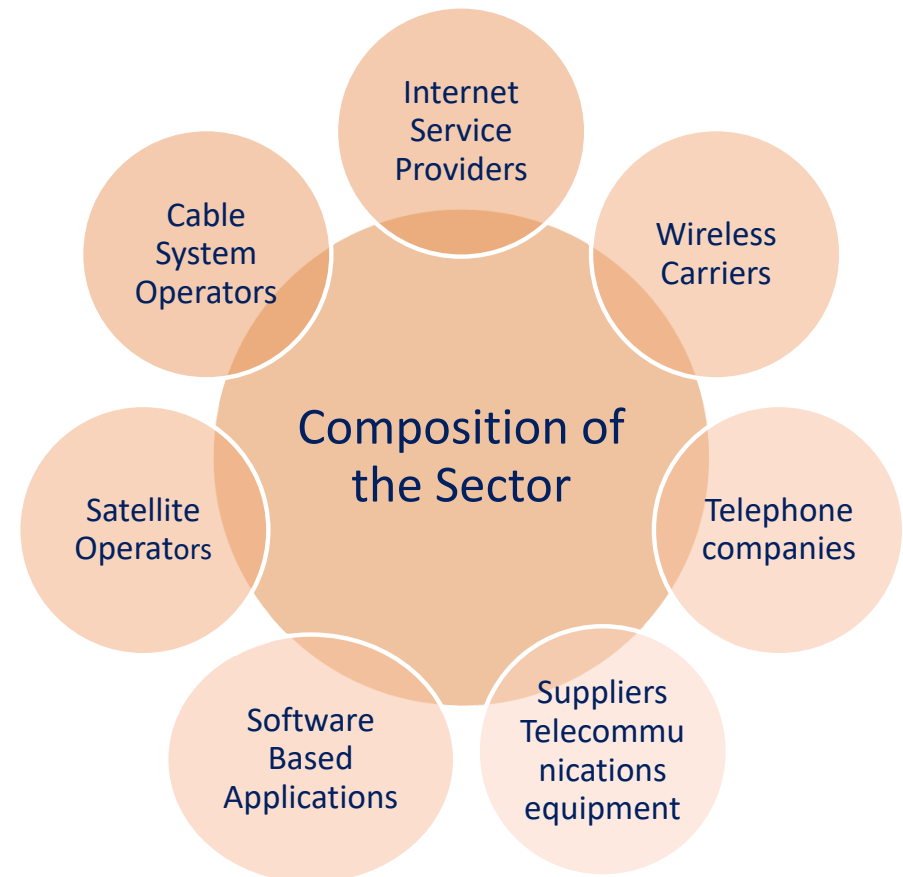 Internet
Service
Providers
Wireless
Carriers
Telephone
companies
Suppliers
Telecommu
nications
equipment
Software
Based
Applications
Satellite
Operators
Cable
System
Operators
Composition of
the Sector